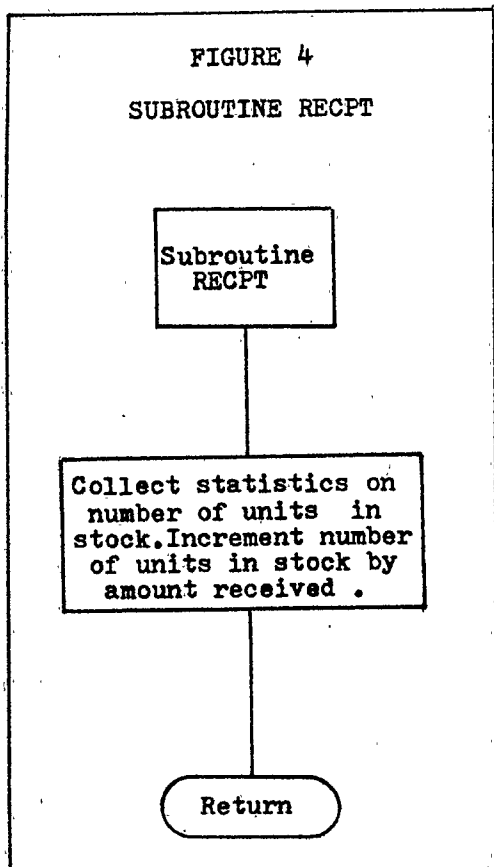 FIGURE 4
SUBROUTINE RECPT
Subroutine
RECPT
Collect statistics on
number of units in
stock.Increment number
of units in stock by
amount received .
Return